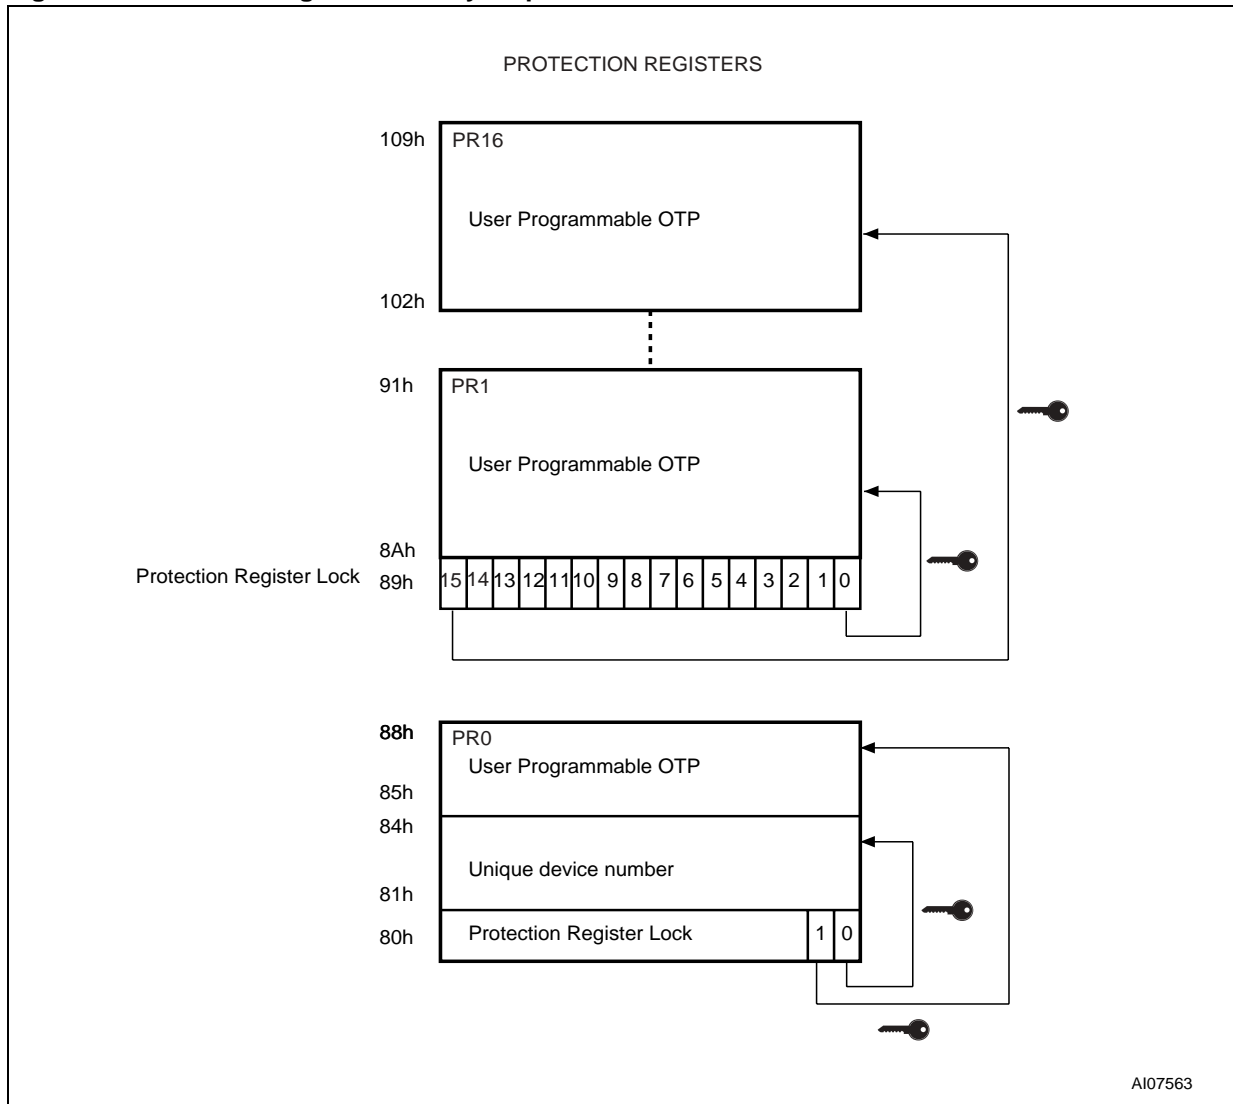 PROTECTION REGISTERS
109h PR16
User Programmable OTP
102h
91h PR1
User Programmable OTP
8Ah
Protection Register Lock 89h 15 14 13 12 11 10 9 8 7 6 5 4 3 2 1 0
88h PR0
User Programmable OTP
85h
84h
Unique device number
81h
80h Protection Register Lock 1 0
AI07563